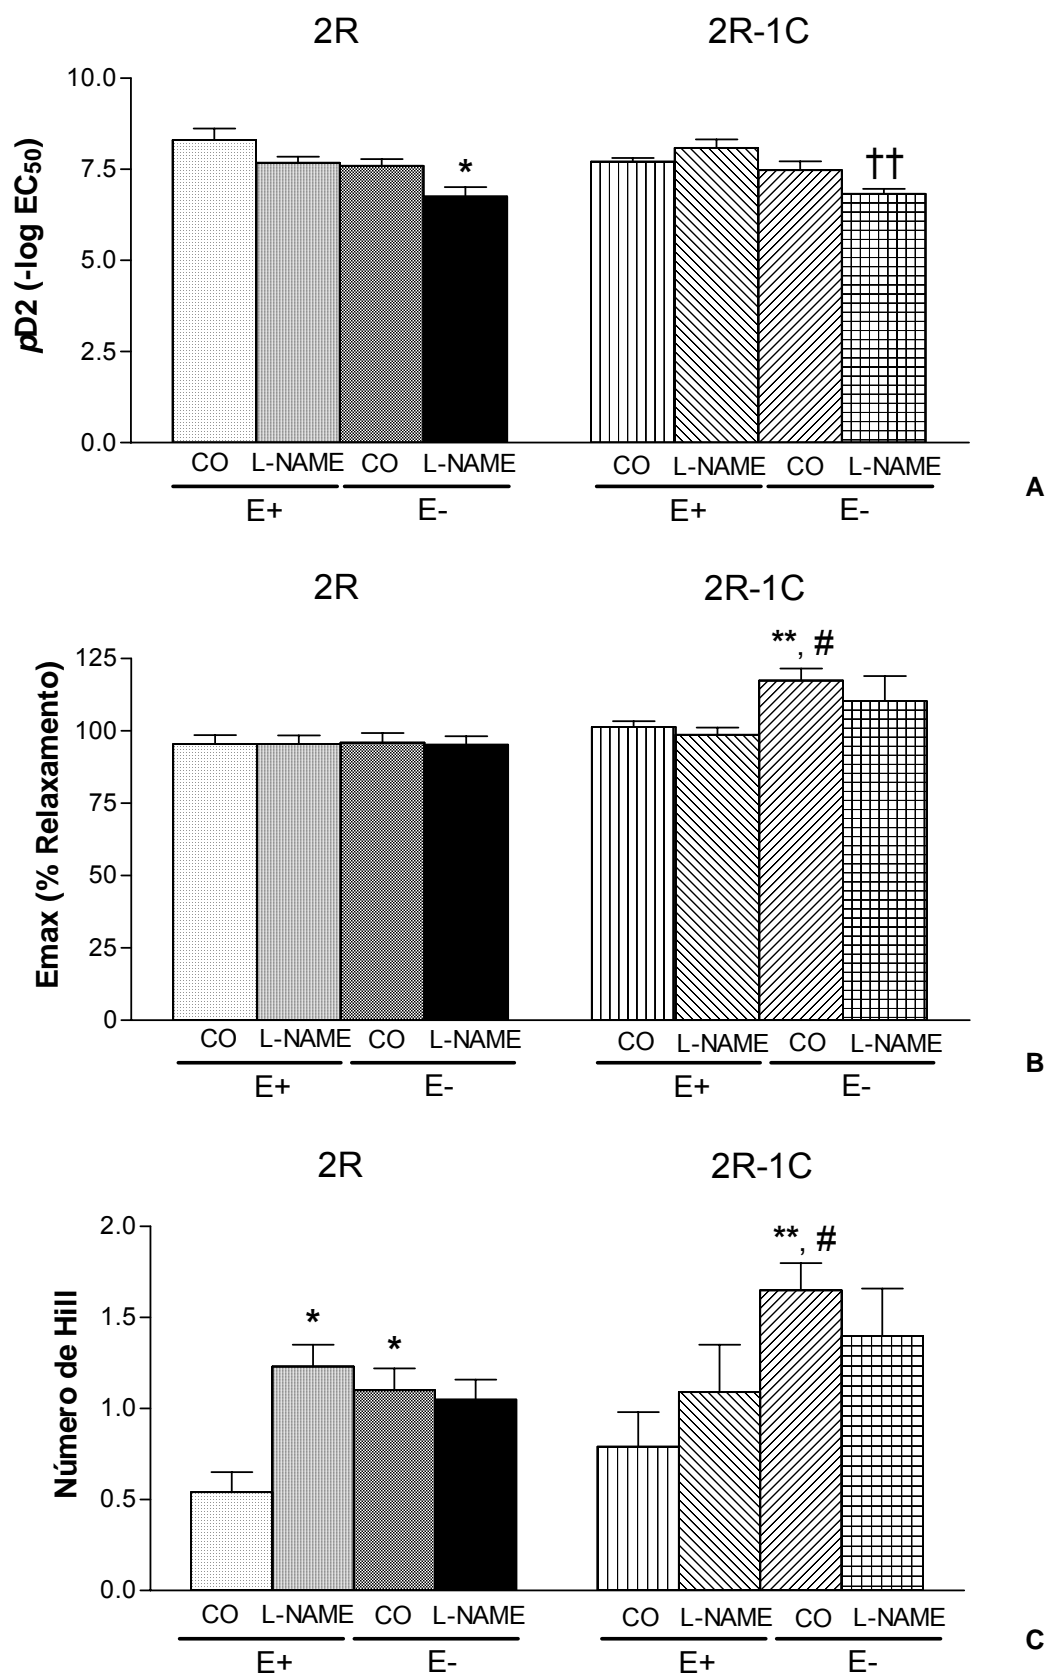 2R 2R-1C
10.0
7.5
5.0
2.5
0.0
pD2 (-log EC50)
*
††
CO L-NAME CO L-NAME CO L-NAME CO L-NAME
E+ E- E+ E-
A
2R 2R-1C
125
100
75
50
25
0
Emax (% Relaxamento)
**, #
CO L-NAME CO L-NAME CO L-NAME CO L-NAME
E+ E- E+ E-
B
2R 2R-1C
2.0
1.5
1.0
0.5
0.0
Número de Hill
* *
**, #
CO L-NAME CO L-NAME CO L-NAME CO L-NAME
E+ E- E+ E-
C